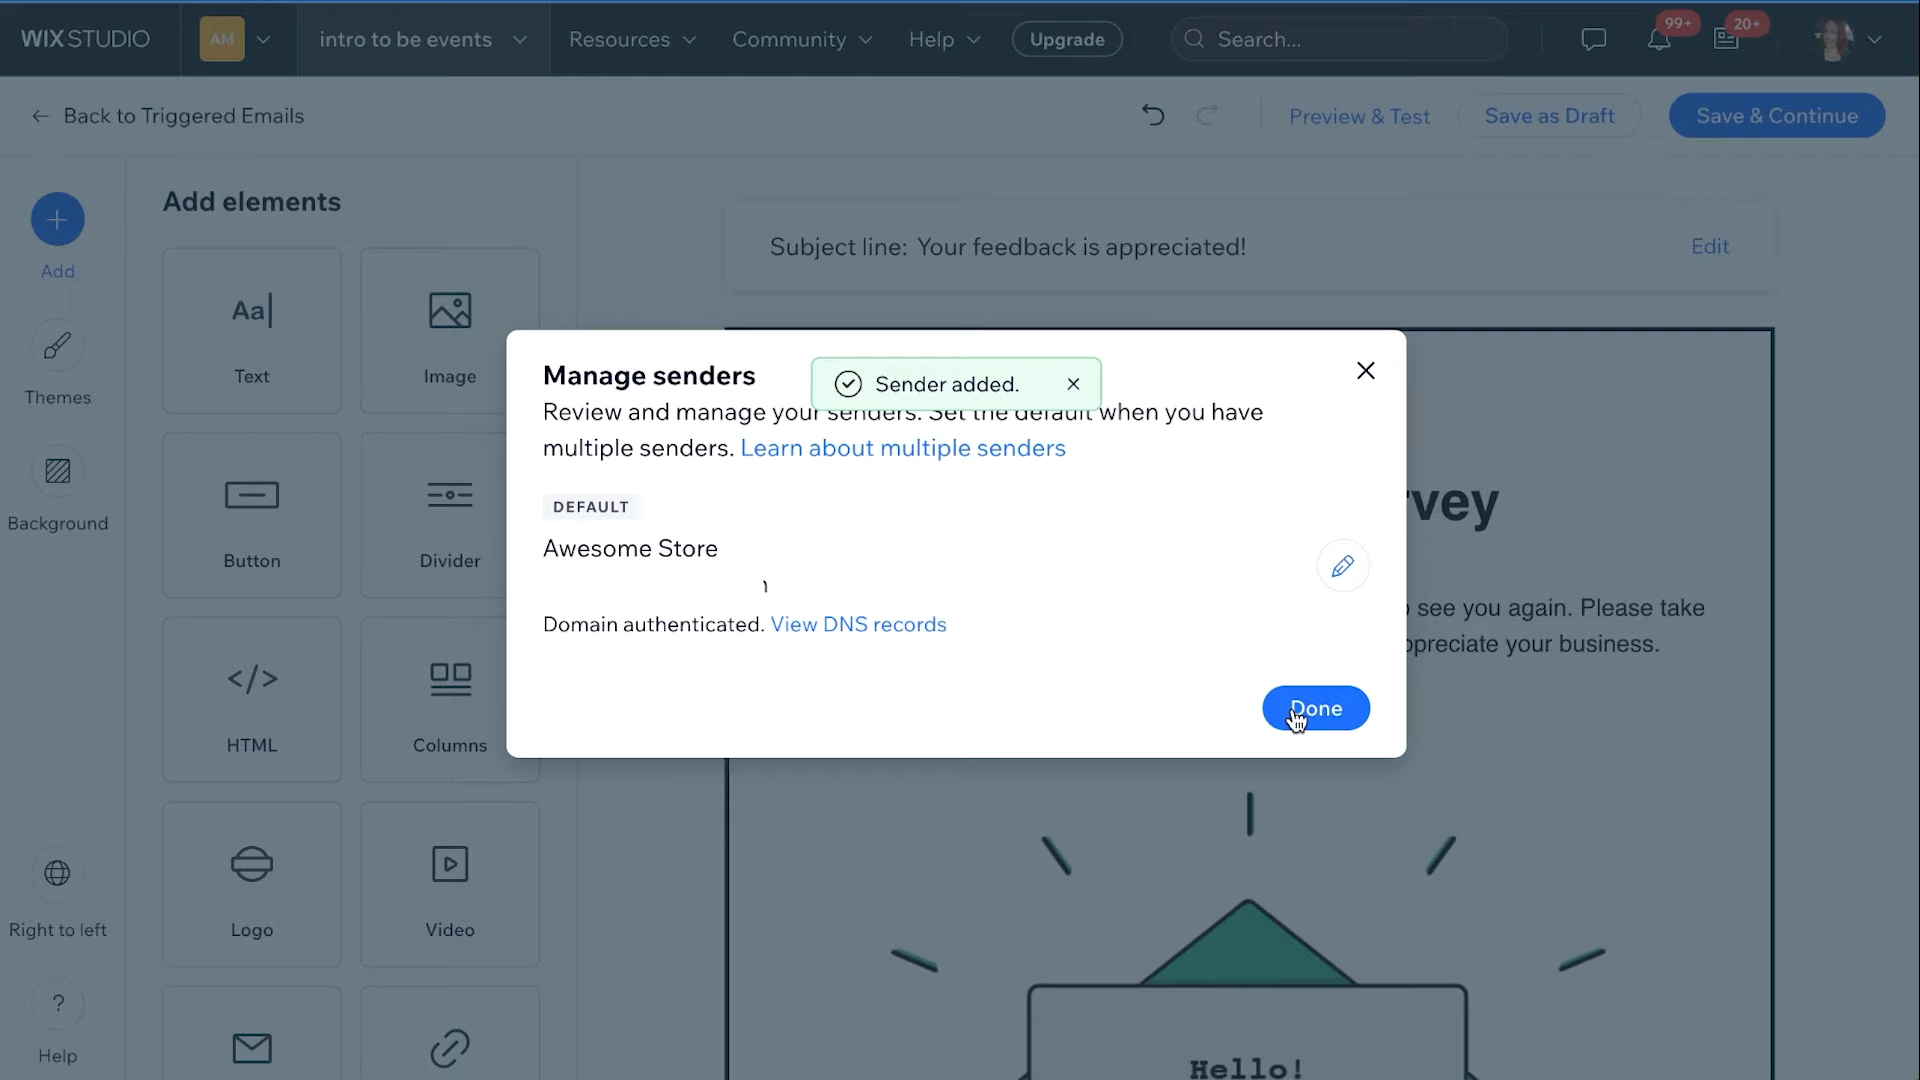 WIX STUDIO
AM
intro to be events
Resources
Community
Help
Upgrade
Search...
99+
20+
Back to Triggered Emails
Preview & Test
Save as Draft
Save & Continue
Add elements
Add
Themes
Background
Right to left
Help
Text
Image
Button
Divider
HTML
Columns
Logo
Video
Subject line: Your feedback is appreciated!
Edit
Manage senders
Sender added.
Review and manage your senders. Set the default when you have
multiple senders. Learn about multiple senders
DEFAULT
Awesome Store
Domain authenticated. View DNS records
Done
see you again. Please take
your business.
Hello!